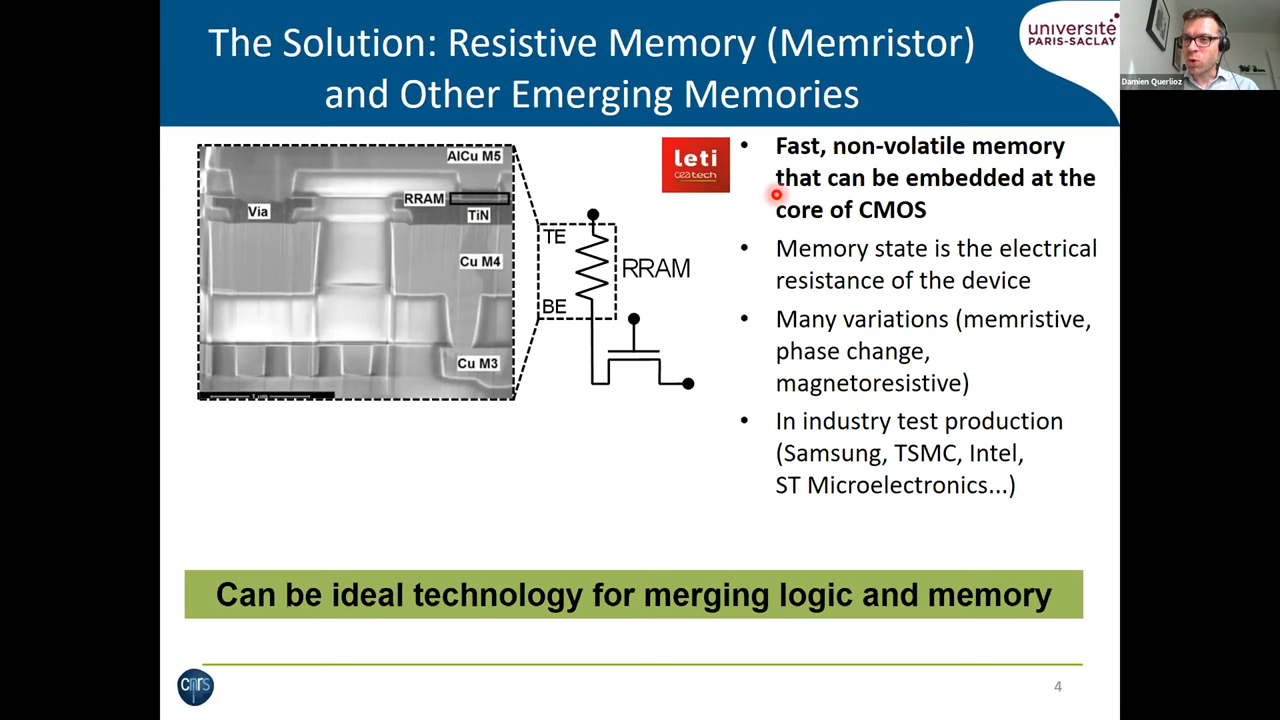 The Solution: Resistive Memory (Memristor)
and Other Emerging Memories
université
PARIS-SACLAY
Damien Querlioz
AlCu M5
RRAM
Via
TiN
Cu M4
Cu M3
1 µm
TE
BE
RRAM
leti
ceatech
• Fast, non-volatile memory
that can be embedded at the
core of CMOS
• Memory state is the electrical
resistance of the device
• Many variations (memristive,
phase change,
magnetoresistive)
• In industry test production
(Samsung, TSMC, Intel,
ST Microelectronics...)
Can be ideal technology for merging logic and memory
cnrs
4